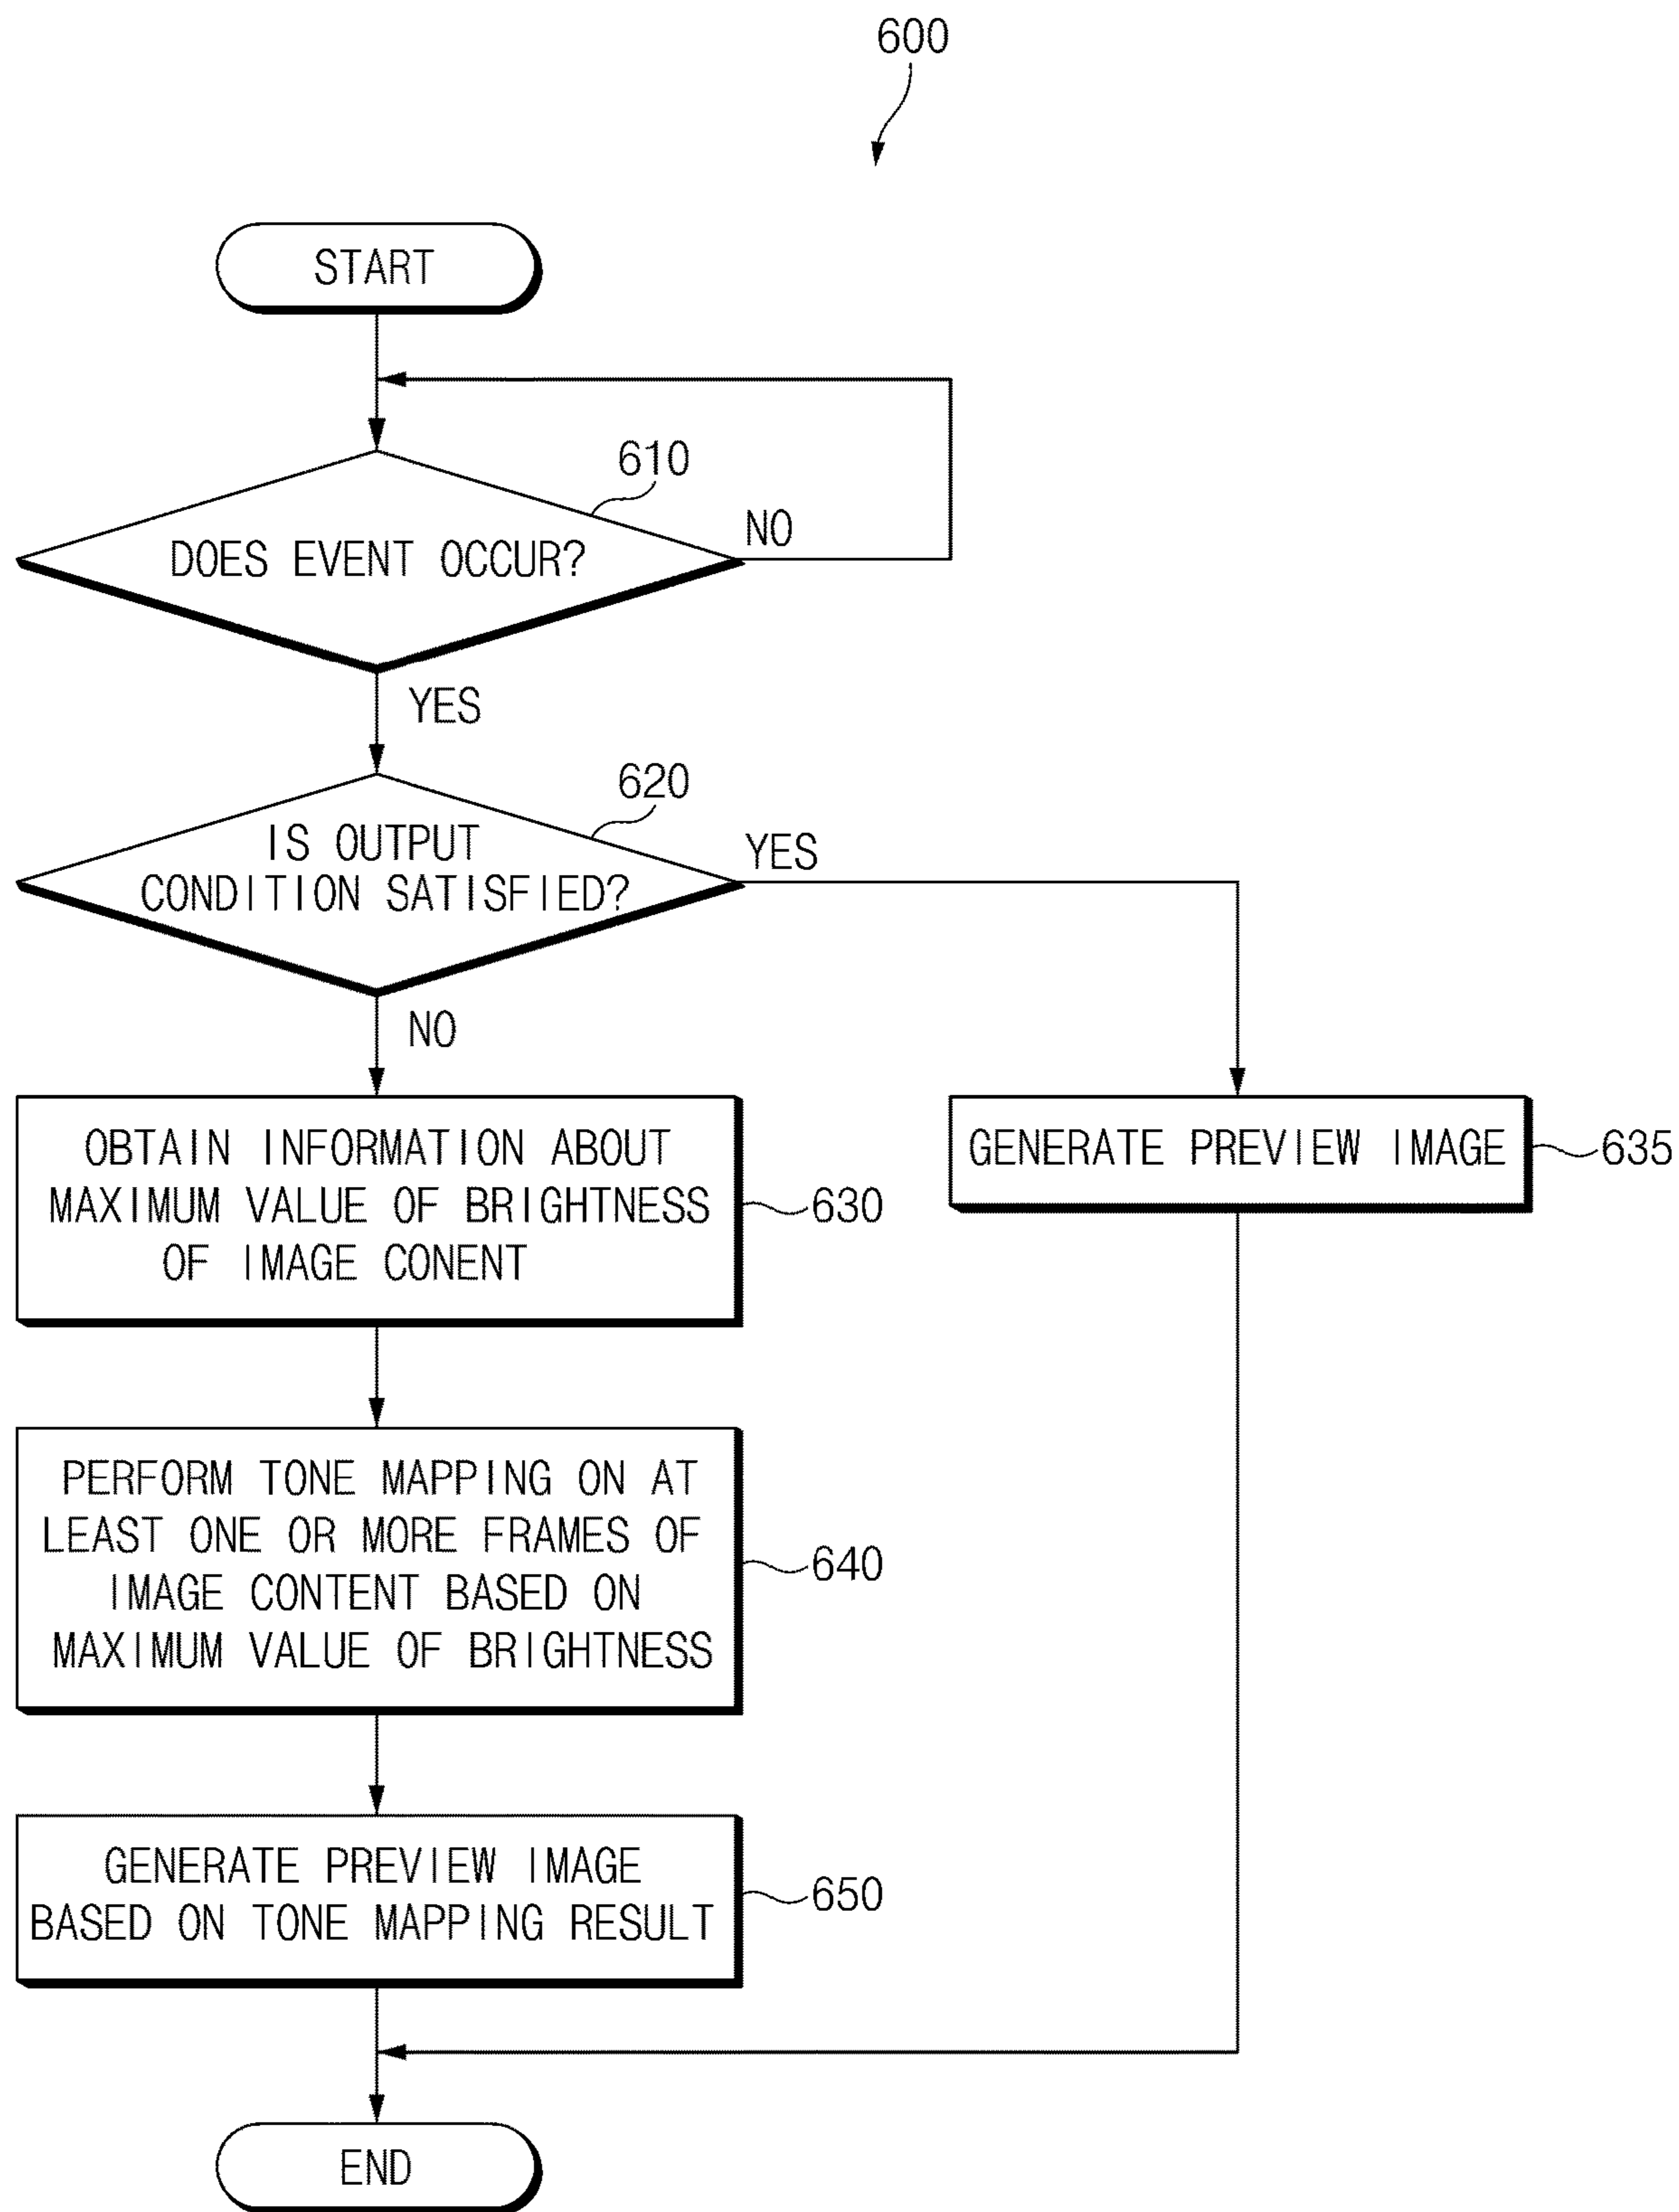 600
START
610
DOES EVENT OCCUR?
NO
YES
620
IS OUTPUT
CONDITION SATISFIED?
YES
NO
OBTAIN INFORMATION ABOUT
MAXIMUM VALUE OF BRIGHTNESS
OF IMAGE CONENT
630
GENERATE PREVIEW IMAGE
635
PERFORM TONE MAPPING ON AT
LEAST ONE OR MORE FRAMES OF
IMAGE CONTENT BASED ON
MAXIMUM VALUE OF BRIGHTNESS
640
GENERATE PREVIEW IMAGE
BASED ON TONE MAPPING RESULT
650
END